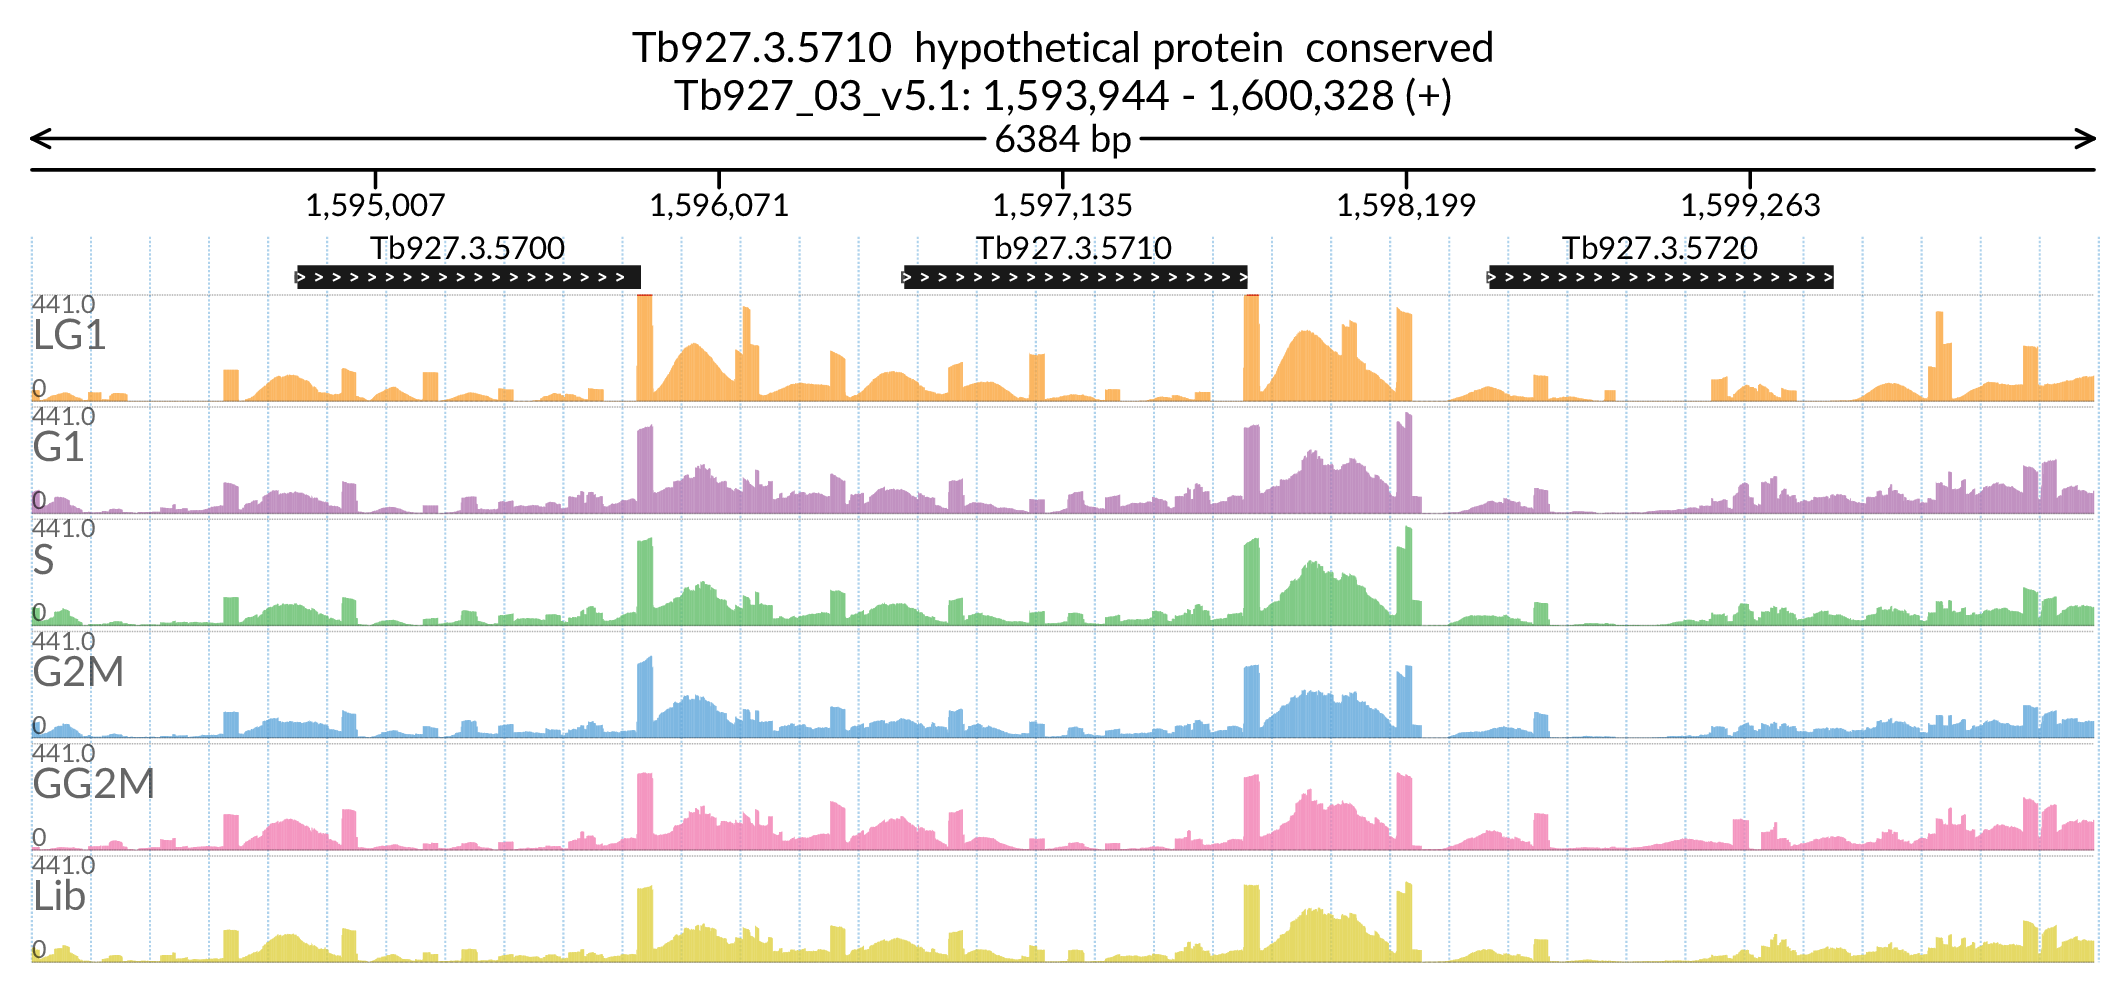 Tb927.3.5710  hypothetical protein  conserved
Tb927_03_v5.1: 1,593,944 - 1,600,328 (+)
6384 bp
1,595,007 1,596,071 1,597,135 1,598,199 1,599,263
Tb927.3.5700 Tb927.3.5710 Tb927.3.5720
441.0
LG1
0
441.0
G1
0
441.0
S
0
441.0
G2M
0
441.0
GG2M
0
441.0
Lib
0